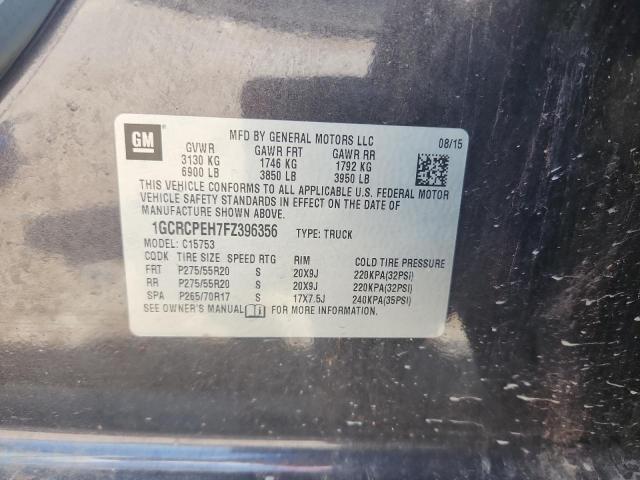 GM
MFD BY GENERAL MOTORS LLC 08/15
GVWR GAWR FRT GAWR RR
3130 KG 1746 KG 1792 KG
6900 LB 3850 LB 3950 LB
THIS VEHICLE CONFORMS TO ALL APPLICABLE U.S. FEDERAL MOTOR
VEHICLE SAFETY STANDARDS IN EFFECT ON THE DATE OF
MANUFACTURE SHOWN ABOVE.
1GCRCPEH7FZ396356 TYPE: TRUCK
MODEL: C15753
CQDK TIRE SIZE SPEED RTG RIM COLD TIRE PRESSURE
FRT P275/55R20 S 20X9J 220KPA(32PSI)
RR P275/55R20 S 20X9J 220KPA(32PSI)
SPA P265/70R17 S 17X7.5J 240KPA(35PSI)
SEE OWNER'S MANUAL FOR MORE INFORMATION.